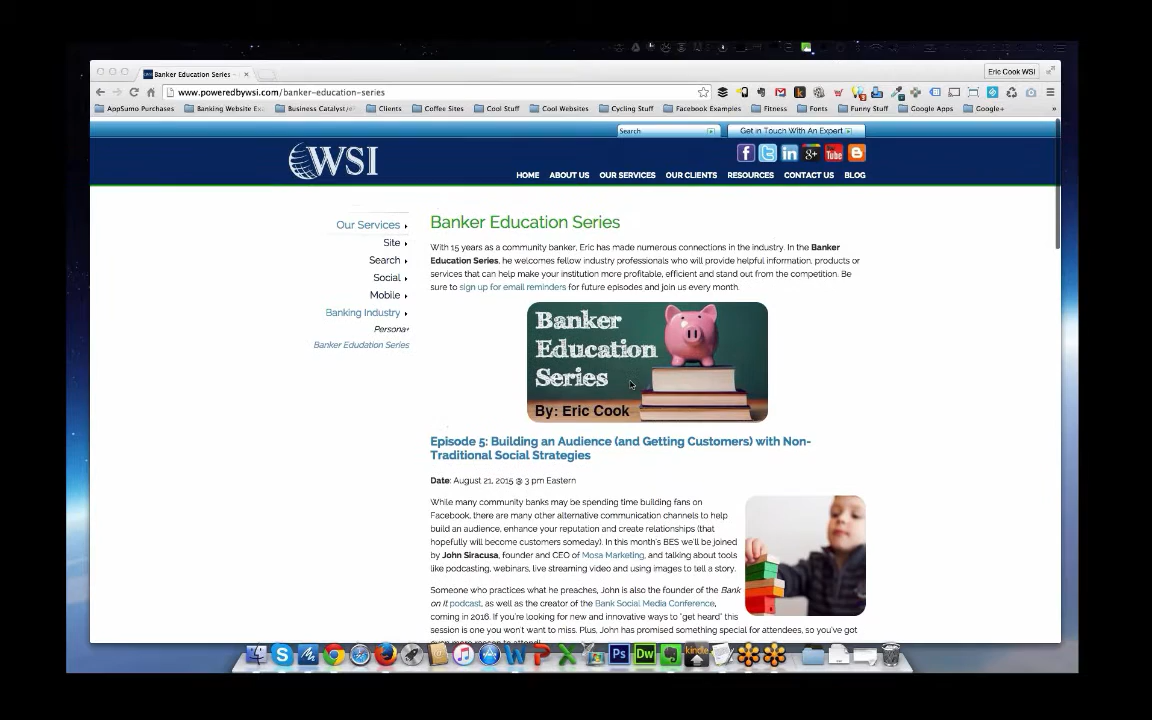 Banker Education Series -
Eric Cook WSI
www.poweredbywsi.com/banker-education-series
AppSumo Purchases
Banking Website Ex
Business Catalyst/
Clients
Coffee Sites
Cool Stuff
Cool Websites
Cycling Stuff
Facebook Examples
Fitness
Fonts
Funny Stuff
Google Apps
Google+
Search
Get in Touch With An Expert
WSI
HOME ABOUT US OUR SERVICES OUR CLIENTS RESOURCES CONTACT US BLOG
Our Services
Site
Search
Social
Mobile
Banking Industry
Persona
Banker Edudation Series
Banker Education Series
With 15 years as a community banker, Eric has made numerous connections in the industry. In the Banker
Education Series, he welcomes fellow industry professionals who will provide helpful information, products or
services that can help make your institution more profitable, efficient and stand out from the competition. Be
sure to sign up for email reminders for future episodes and join us every month.
Banker
Education
Series
By: Eric Cook
Episode 5: Building an Audience (and Getting Customers) with Non-
Traditional Social Strategies
Date: August 21, 2015 @ 3 pm Eastern
While many community banks may be spending time building fans on
Facebook, there are many other alternative communication channels to help
build an audience, enhance your reputation and create relationships (that
hopefully will become customers someday). In this month's BES we'll be joined
by John Siracusa, founder and CEO of Mosa Marketing, and talking about tools
like podcasting, webinars, live streaming video and using images to tell a story.
Someone who practices what he preaches, John is also the founder of the Bank
on It podcast, as well as the creator of the Bank Social Media Conference,
coming in 2016. If you're looking for new and innovative ways to "get heard" this
session is one you won't want to miss. Plus, John has promised something special for attendees, so you've got
even more reason to attend!
Ps
Dw
kindle